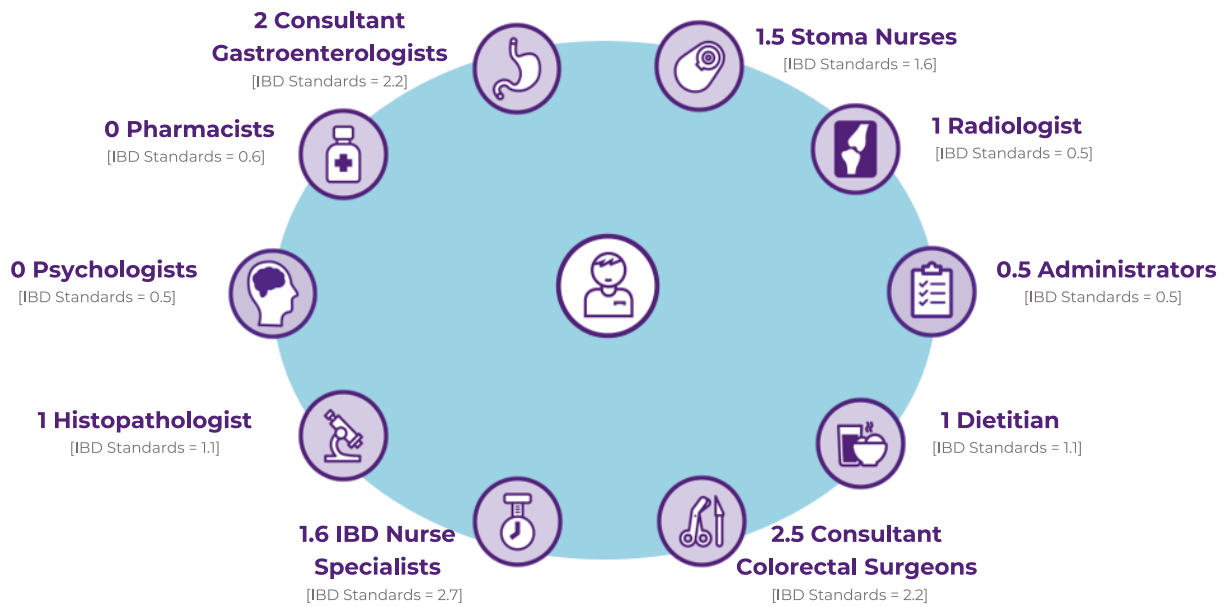 2 Consultant
Gastroenterologists
[IBD Standards = 2.2]
1.5 Stoma Nurses
[IBD Standards = 1.6]
0 Pharmacists
[IBD Standards = 0.6]
1 Radiologist
[IBD Standards = 0.5]
0 Psychologists
[IBD Standards = 0.5]
0.5 Administrators
[IBD Standards = 0.5]
1 Histopathologist
[IBD Standards = 1.1]
1 Dietitian
[IBD Standards = 1.1]
1.6 IBD Nurse
Specialists
[IBD Standards = 2.7]
2.5 Consultant
Colorectal Surgeons
[IBD Standards = 2.2]